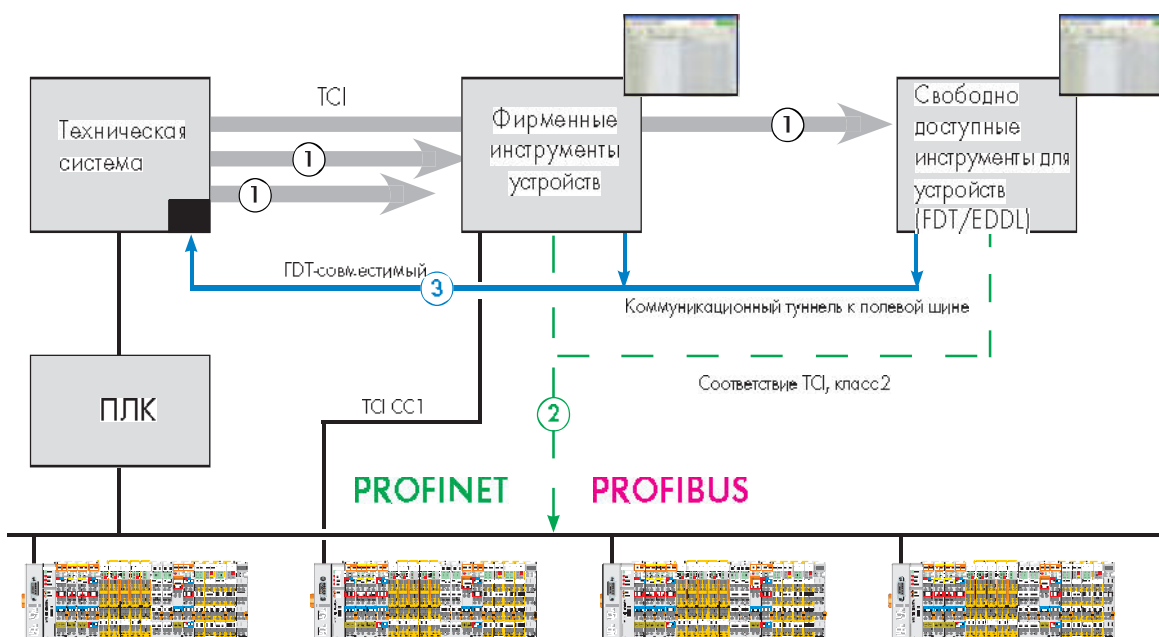 TCI
Техническая
система
1
1
Фирменные
инструменты
устройств
1
Свободно
доступные
инструменты для
устройств
(FDT/EDDL)
FDT-совместимый
3
Коммуникационный туннель к полевой шине
Соответствие TCI, класс 2
ПЛК
TCI CC1
2
PROFINET
PROFIBUS